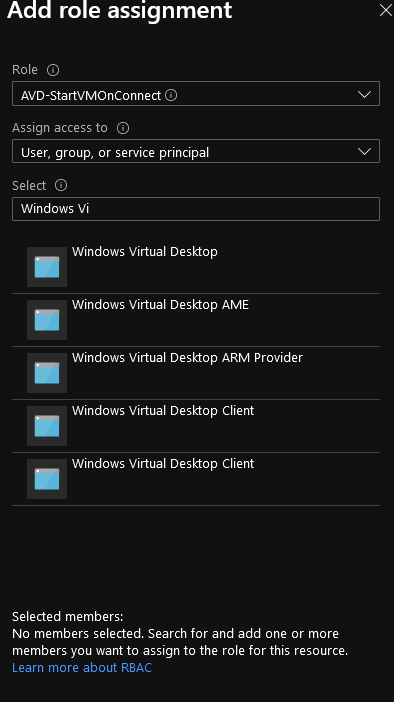 Add role assignment
Role
AVD-StartVMOnConnect
Assign access to
User, group, or service principal
Select
Windows Vi
Windows Virtual Desktop
Windows Virtual Desktop AME
Windows Virtual Desktop ARM Provider
Windows Virtual Desktop Client
Windows Virtual Desktop Client
Selected members:
No members selected. Search for and add one or more
members you want to assign to the role for this resource.
Learn more about RBAC